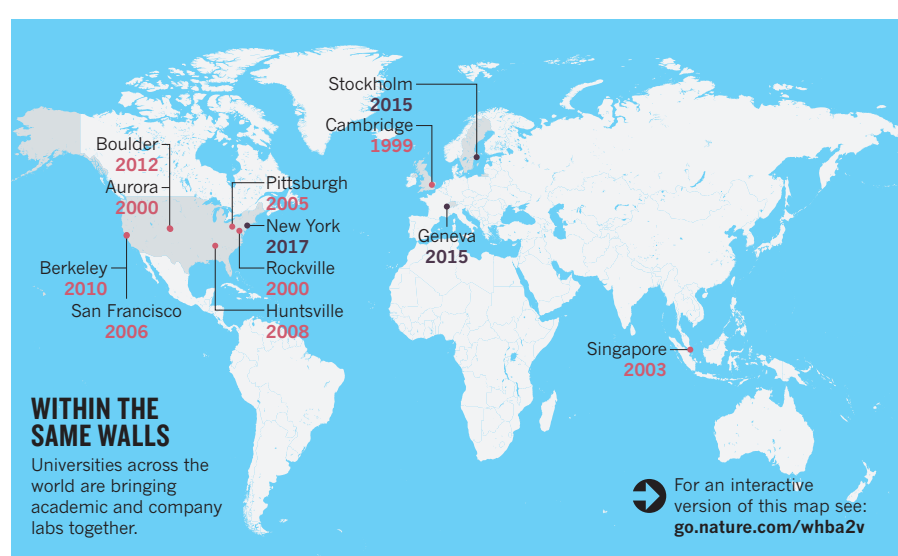 Stockholm
2015
Cambridge
1999
Boulder
2012
Aurora
2000
Pittsburgh
2005
New York
2017
Geneva
2015
Berkeley
2010
Rockville
2000
San Francisco
2006
Huntsville
2008
Singapore
2003
WITHIN THE
SAME WALLS
Universities across the
world are bringing
academic and company
labs together.
For an interactive
version of this map see:
go.nature.com/whba2v